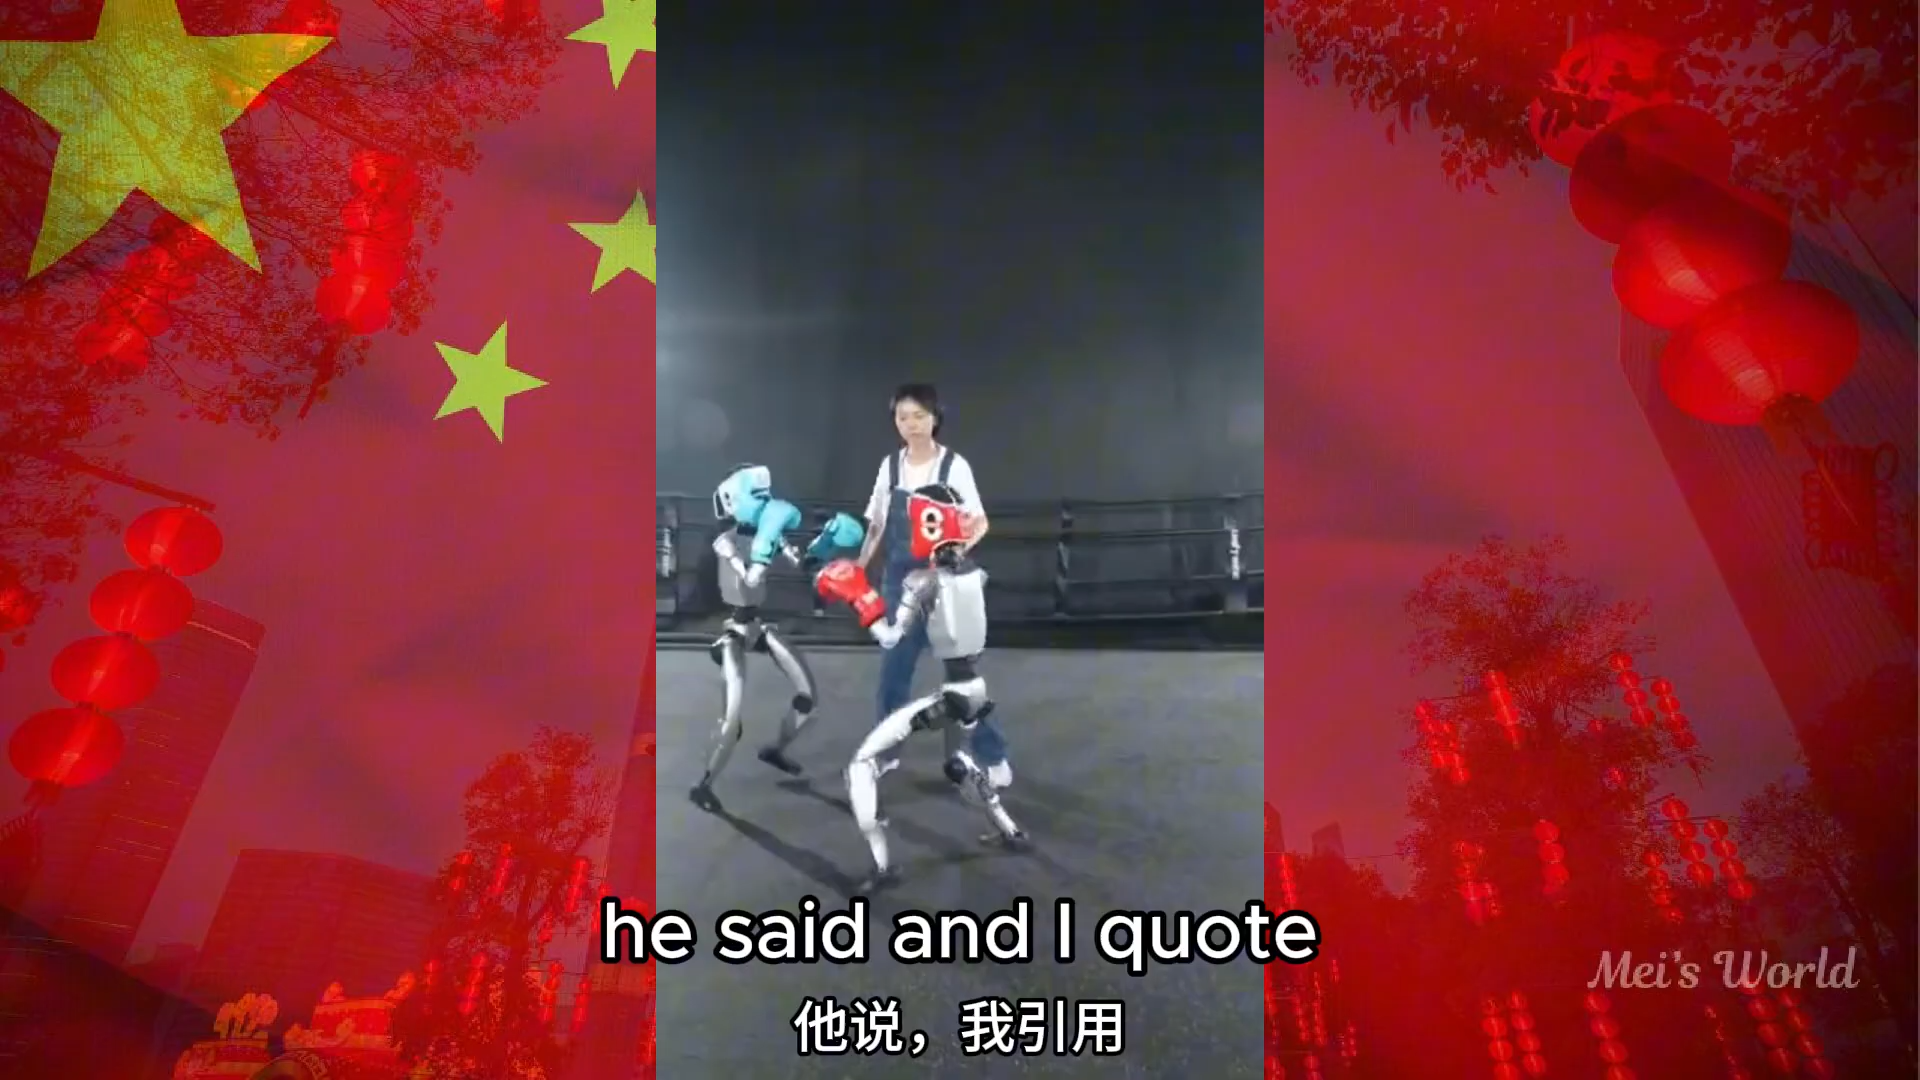 he said and I quote
他说，我引用
Mei's World